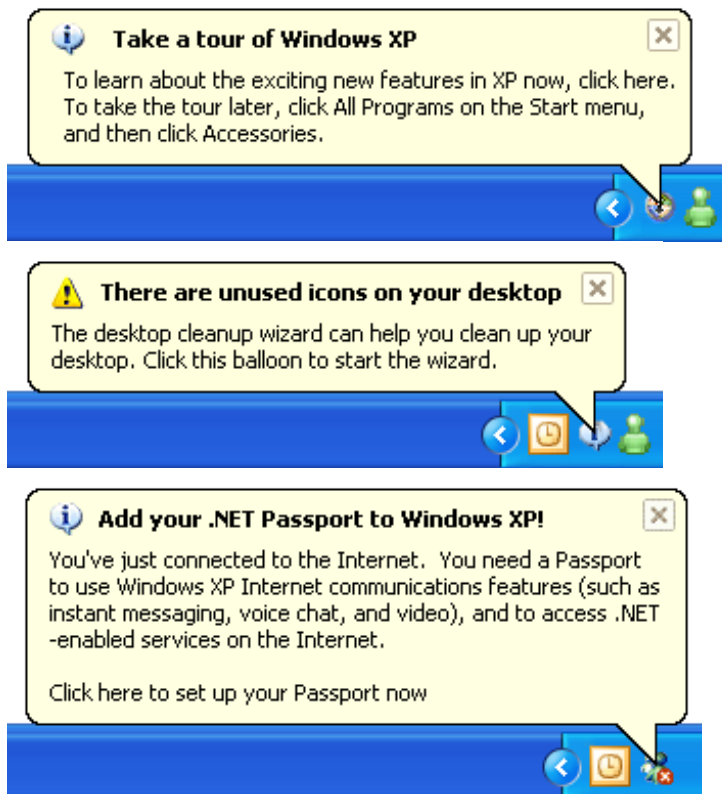 Take a tour of Windows XP
To learn about the exciting new features in XP now, click here.
To take the tour later, click All Programs on the Start menu,
and then click Accessories.
There are unused icons on your desktop
The desktop cleanup wizard can help you clean up your
desktop. Click this balloon to start the wizard.
Add your .NET Passport to Windows XP!
You've just connected to the Internet.  You need a Passport
to use Windows XP Internet communications features (such as
instant messaging, voice chat, and video), and to access .NET
-enabled services on the Internet.
Click here to set up your Passport now